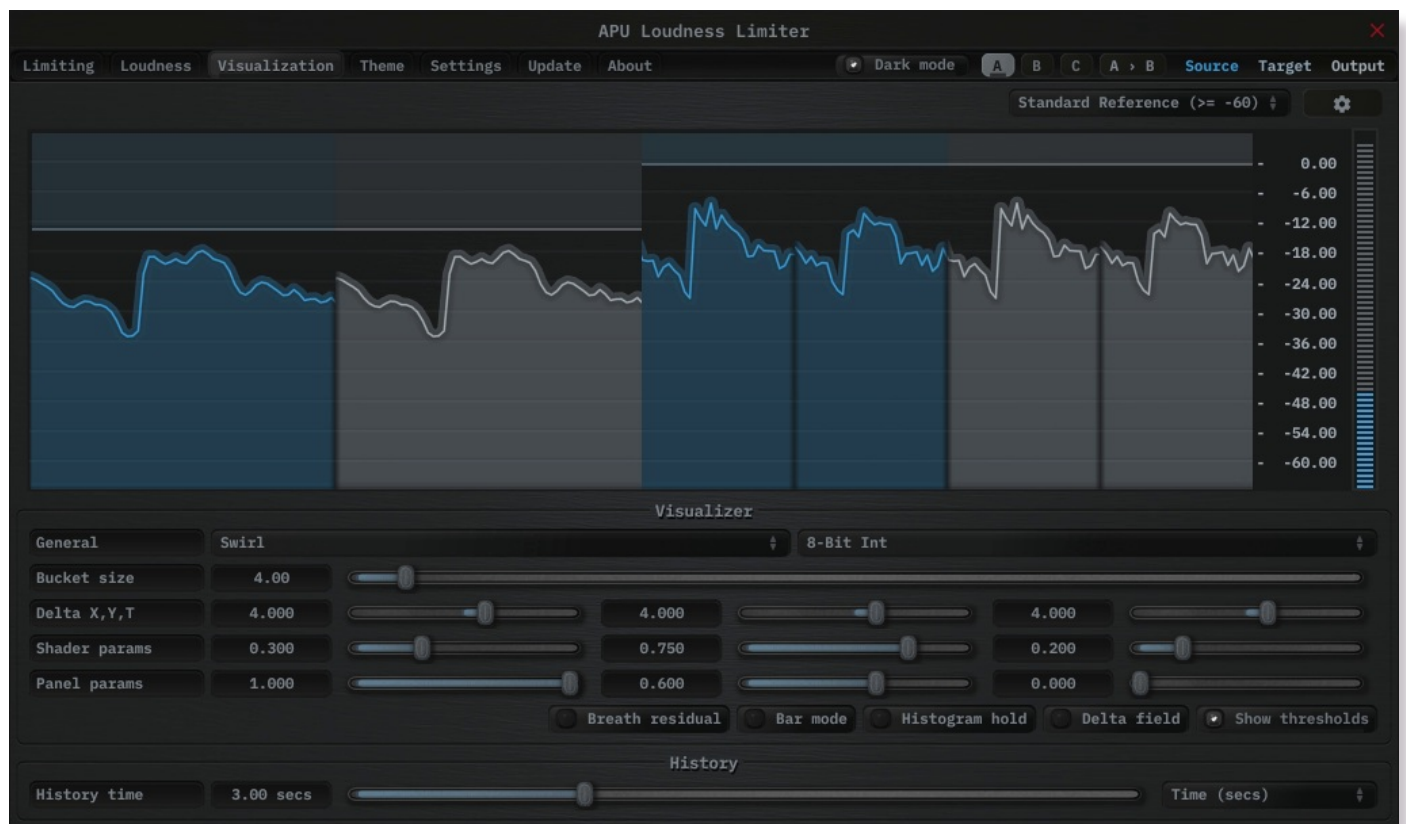 APU Loudness Limiter
Limiting Loudness Visualization Theme Settings Update About Dark mode A B C A › B Source Target Output
Standard Reference (>= -60)
- 0.00
- -6.00
- -12.00
- -18.00
- -24.00
- -30.00
- -36.00
- -42.00
- -48.00
- -54.00
- -60.00
Visualizer
General Swirl 8-Bit Int
Bucket size 4.00
Delta X,Y,T 4.000 4.000 4.000
Shader params 0.300 0.750 0.200
Panel params 1.000 0.600 0.000
Breath residual Bar mode Histogram hold Delta field Show thresholds
History
History time 3.00 secs Time (secs)